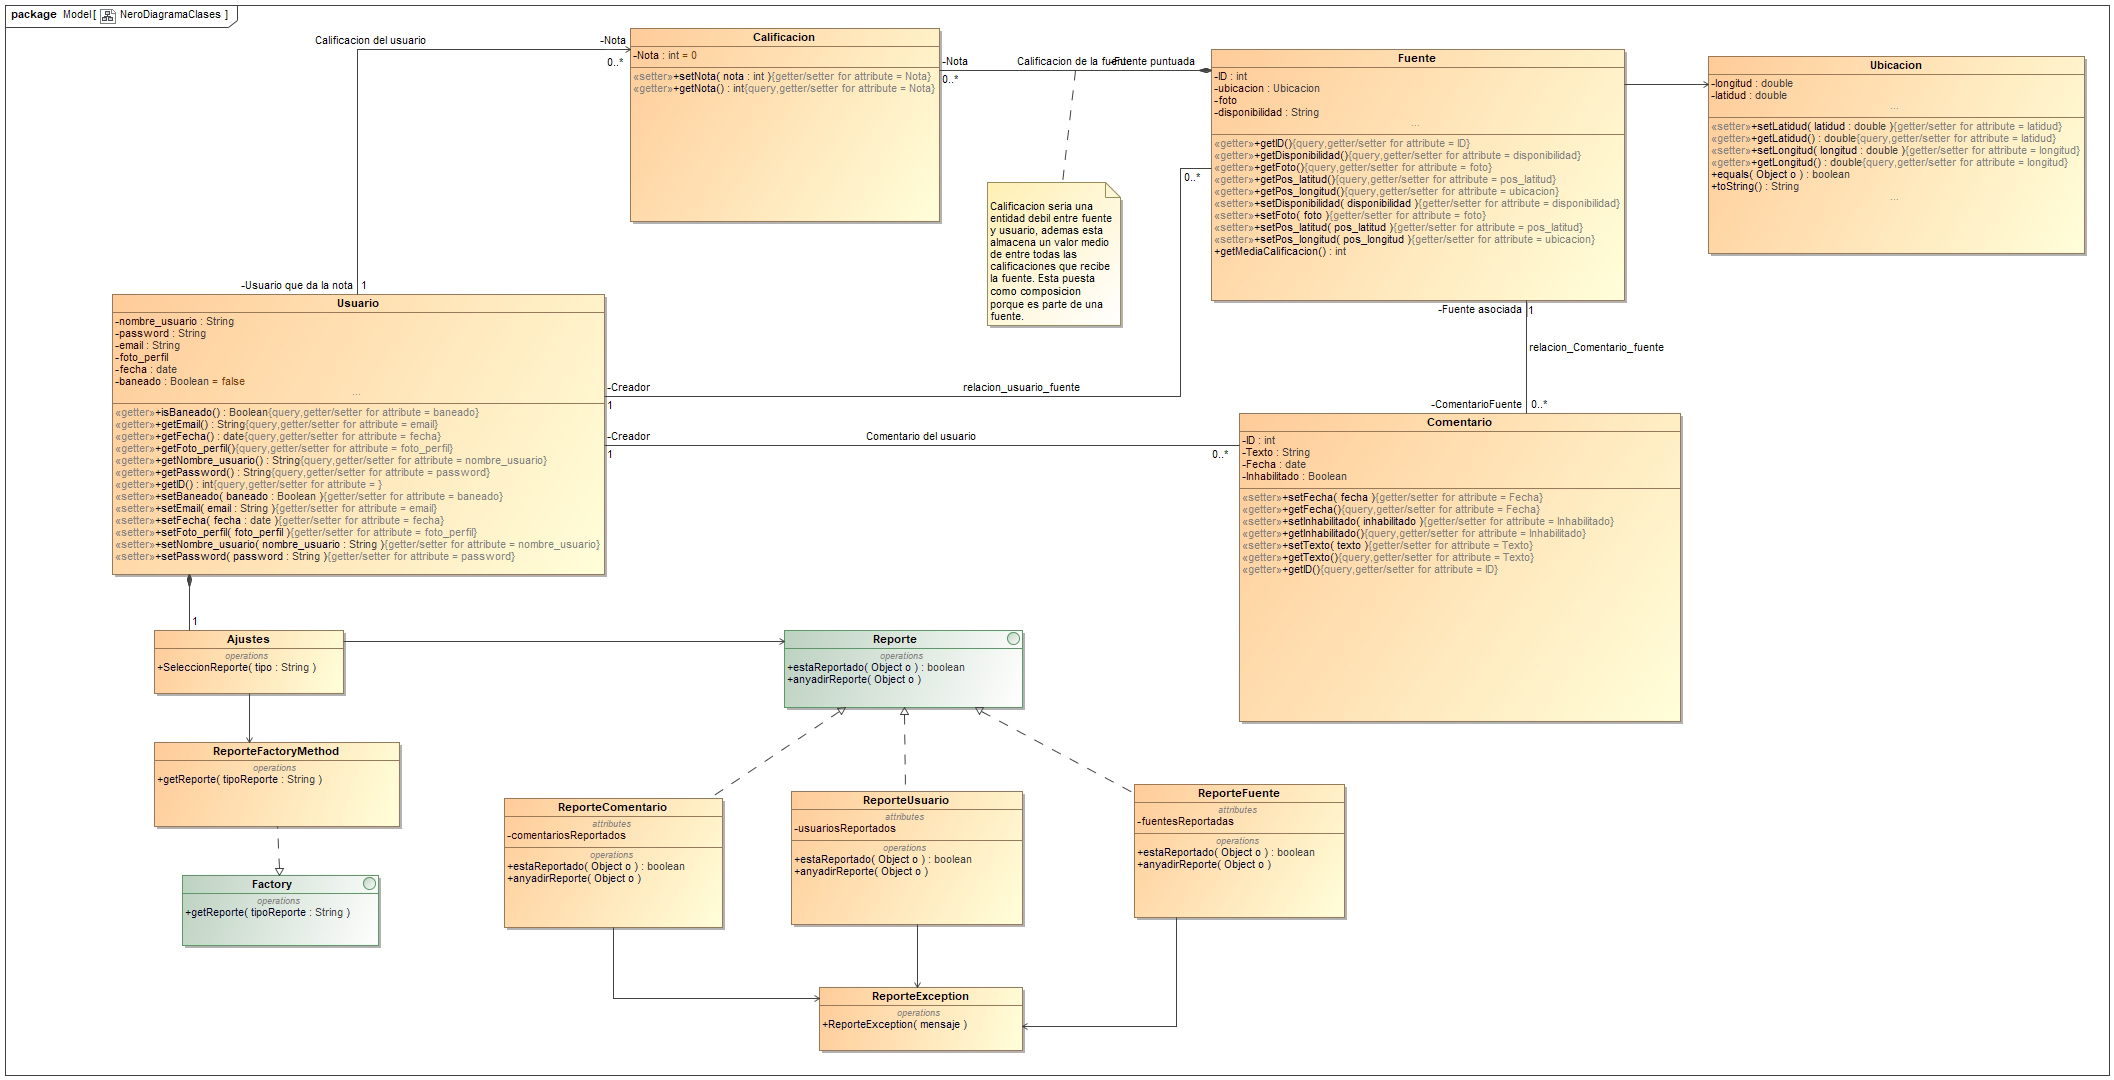 package Model[ NeroDiagramaClases ]
Calificacion del usuario
-Nota
0..*
-Usuario que da la nota
1
Calificacion
-Nota : int = 0
«setter»+setNota( nota : int ){getter/setter for attribute = Nota}
«getter»+getNota() : int{query,getter/setter for attribute = Nota}
-Nota
0..*
Calificacion de la fuente
-Fuente puntuada
Calificacion seria una
entidad debil entre fuente
y usuario, ademas esta
almacena un valor medio
de entre todas las
calificaciones que recibe
la fuente. Esta puesta
como composicion
porque es parte de una
fuente.
Fuente
-ID : int
-ubicacion : Ubicacion
-foto
-disponibilidad : String
...
«getter»+getID(){query,getter/setter for attribute = ID}
«getter»+getDisponibilidad(){query,getter/setter for attribute = disponibilidad}
«getter»+getFoto(){query,getter/setter for attribute = foto}
«getter»+getPos_latitud(){query,getter/setter for attribute = pos_latitud}
«getter»+getPos_longitud(){query,getter/setter for attribute = ubicacion}
«setter»+setDisponibilidad( disponibilidad ){getter/setter for attribute = disponibilidad}
«setter»+setFoto( foto ){getter/setter for attribute = foto}
«setter»+setPos_latitud( pos_latitud ){getter/setter for attribute = pos_latitud}
«setter»+setPos_longitud( pos_longitud ){getter/setter for attribute = ubicacion}
+getMediaCalificacion() : int
Ubicacion
-longitud : double
-latidud : double
...
«setter»+setLatidud( latidud : double ){getter/setter for attribute = latidud}
«getter»+getLatidud() : double{query,getter/setter for attribute = latidud}
«setter»+setLongitud( longitud : double ){getter/setter for attribute = longitud}
«getter»+getLongitud() : double{query,getter/setter for attribute = longitud}
+equals( Object o ) : boolean
+toString() : String
...
0..*
relacion_usuario_fuente
-Creador
1
Usuario
-nombre_usuario : String
-password : String
-email : String
-foto_perfil
-fecha : date
-baneado : Boolean = false
...
«getter»+isBaneado() : Boolean{query,getter/setter for attribute = baneado}
«getter»+getEmail() : String{query,getter/setter for attribute = email}
«getter»+getFecha() : date{query,getter/setter for attribute = fecha}
«getter»+getFoto_perfil(){query,getter/setter for attribute = foto_perfil}
«getter»+getNombre_usuario() : String{query,getter/setter for attribute = nombre_usuario}
«getter»+getPassword() : String{query,getter/setter for attribute = password}
«getter»+getID() : int{query,getter/setter for attribute = }
«setter»+setBaneado( baneado : Boolean ){getter/setter for attribute = baneado}
«setter»+setEmail( email : String ){getter/setter for attribute = email}
«setter»+setFecha( fecha : date ){getter/setter for attribute = fecha}
«setter»+setFoto_perfil( foto_perfil ){getter/setter for attribute = foto_perfil}
«setter»+setNombre_usuario( nombre_usuario : String ){getter/setter for attribute = nombre_usuario}
«setter»+setPassword( password : String ){getter/setter for attribute = password}
-Creador
1
Comentario del usuario
0..*
-Fuente asociada
1
relacion_Comentario_fuente
-ComentarioFuente
0..*
Comentario
-ID : int
-Texto : String
-Fecha : date
-Inhabilitado : Boolean
«setter»+setFecha( fecha ){getter/setter for attribute = Fecha}
«getter»+getFecha(){query,getter/setter for attribute = Fecha}
«setter»+setInhabilitado( inhabilitado ){getter/setter for attribute = Inhabilitado}
«getter»+getInhabilitado(){query,getter/setter for attribute = Inhabilitado}
«setter»+setTexto( texto ){getter/setter for attribute = Texto}
«getter»+getTexto(){query,getter/setter for attribute = Texto}
«getter»+getID(){query,getter/setter for attribute = ID}
1
Ajustes
operations
+SeleccionReporte( tipo : String )
Reporte
operations
+estaReportado( Object o ) : boolean
+anyadirReporte( Object o )
ReporteFactoryMethod
operations
+getReporte( tipoReporte : String )
Factory
operations
+getReporte( tipoReporte : String )
ReporteComentario
attributes
-comentariosReportados
operations
+estaReportado( Object o ) : boolean
+anyadirReporte( Object o )
ReporteUsuario
attributes
-usuariosReportados
operations
+estaReportado( Object o ) : boolean
+anyadirReporte( Object o )
ReporteFuente
attributes
-fuentesReportadas
operations
+estaReportado( Object o ) : boolean
+anyadirReporte( Object o )
ReporteException
operations
+ReporteException( mensaje )